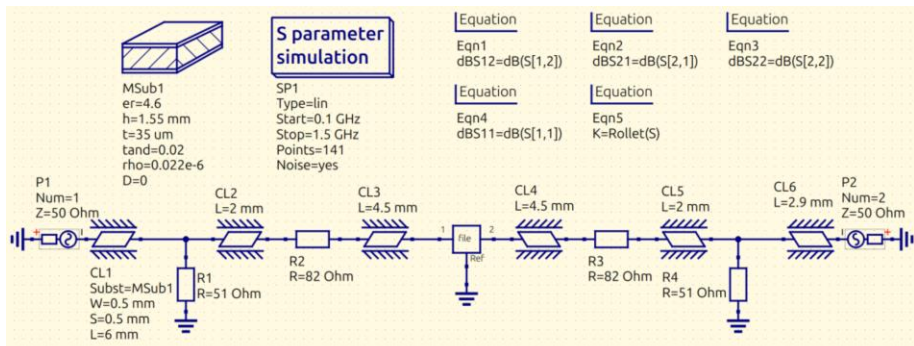 MSub1
er=4.6
h=1.55 mm
t=35 um
tand=0.02
rho=0.022e-6
D=0
S parameter
simulation
SP1
Type=lin
Start=0.1 GHz
Stop=1.5 GHz
Points=141
Noise=yes
Equation
Eqn1
dBS12=dB(S[1,2])
Equation
Eqn2
dBS21=dB(S[2,1])
Equation
Eqn3
dBS22=dB(S[2,2])
Equation
Eqn4
dBS11=dB(S[1,1])
Equation
Eqn5
K=Rollet(S)
P1
Num=1
Z=50 Ohm
CL1
Subst=MSub1
W=0.5 mm
S=0.5 mm
L=6 mm
R1
R=51 Ohm
CL2
L=2 mm
R2
R=82 Ohm
CL3
L=4.5 mm
1
file
2
Ref
CL4
L=4.5 mm
R3
R=82 Ohm
CL5
L=2 mm
R4
R=51 Ohm
CL6
L=2.9 mm
P2
Num=2
Z=50 Ohm